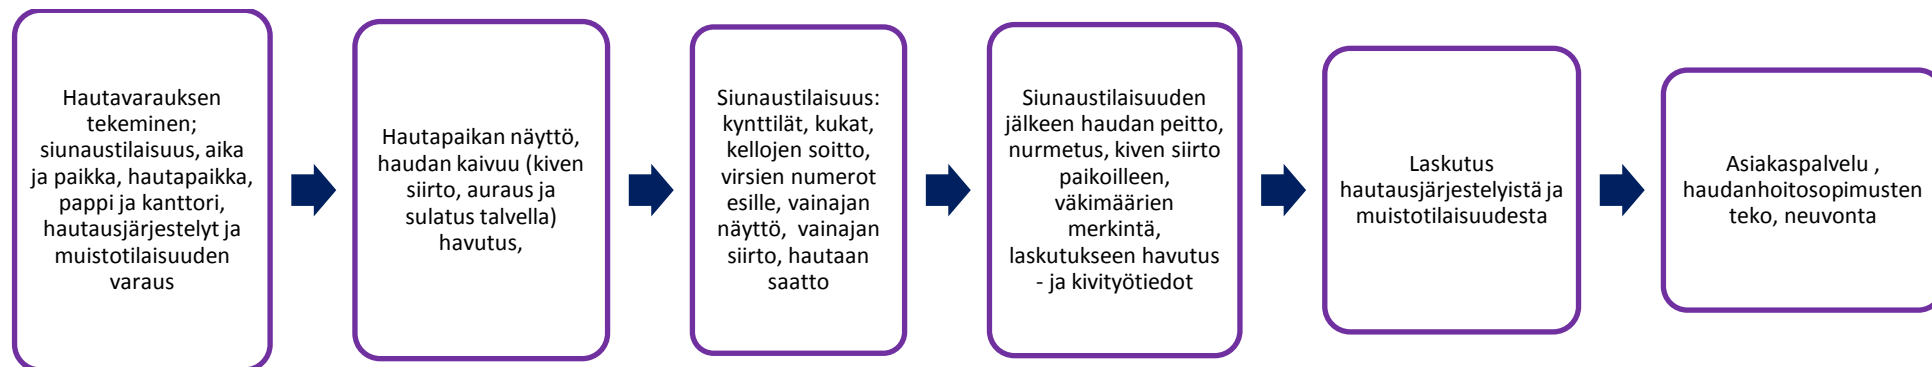 Hautavarauksen
tekeminen;
siunaustilaisuus, aika
ja paikka, hautapaikka,
pappi ja kanttori,
hautausjärjestelyt ja
muistotilaisuuden
varaus
Hautapaikan näyttö,
haudan kaivuu (kiven
siirto, auraus ja
sulatus talvella)
havutus,
Siunaustilaisuus:
kynttilät, kukat,
kellojen soitto,
virsien numerot
esille, vainajan
näyttö, vainajan
siirto, hautaan
saatto
Siunaustilaisuuden
jälkeen haudan peitto,
nurmetus, kiven siirto
paikoilleen,
väkimäärien
merkintä,
laskutukseen havutus
- ja kivityötiedot
Laskutus
hautausjärjestelyistä ja
muistotilaisuudesta
Asiakaspalvelu ,
haudanhoitosopimusten
teko, neuvonta